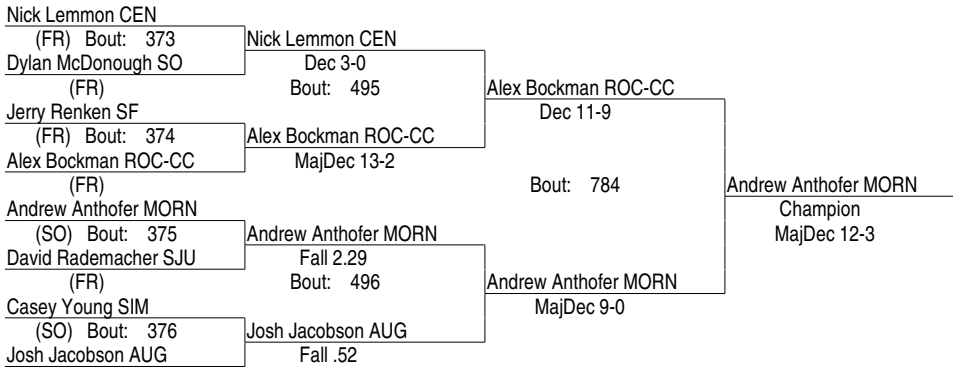 Nick Lemmon CEN
(FR) Bout: 373
Nick Lemmon CEN
Dylan McDonough SO
Dec 3-0
(FR)
Bout: 495
Alex Bockman ROC-CC
Jerry Renken SF
Dec 11-9
(FR) Bout: 374
Alex Bockman ROC-CC
Alex Bockman ROC-CC
MajDec 13-2
(FR)
Bout: 784
Andrew Anthofer MORN
Andrew Anthofer MORN
Champion
(SO) Bout: 375
Andrew Anthofer MORN
MajDec 12-3
David Rademacher SJU
Fall 2.29
(FR)
Bout: 496
Andrew Anthofer MORN
Casey Young SIM
MajDec 9-0
(SO) Bout: 376
Josh Jacobson AUG
Josh Jacobson AUG
Fall .52